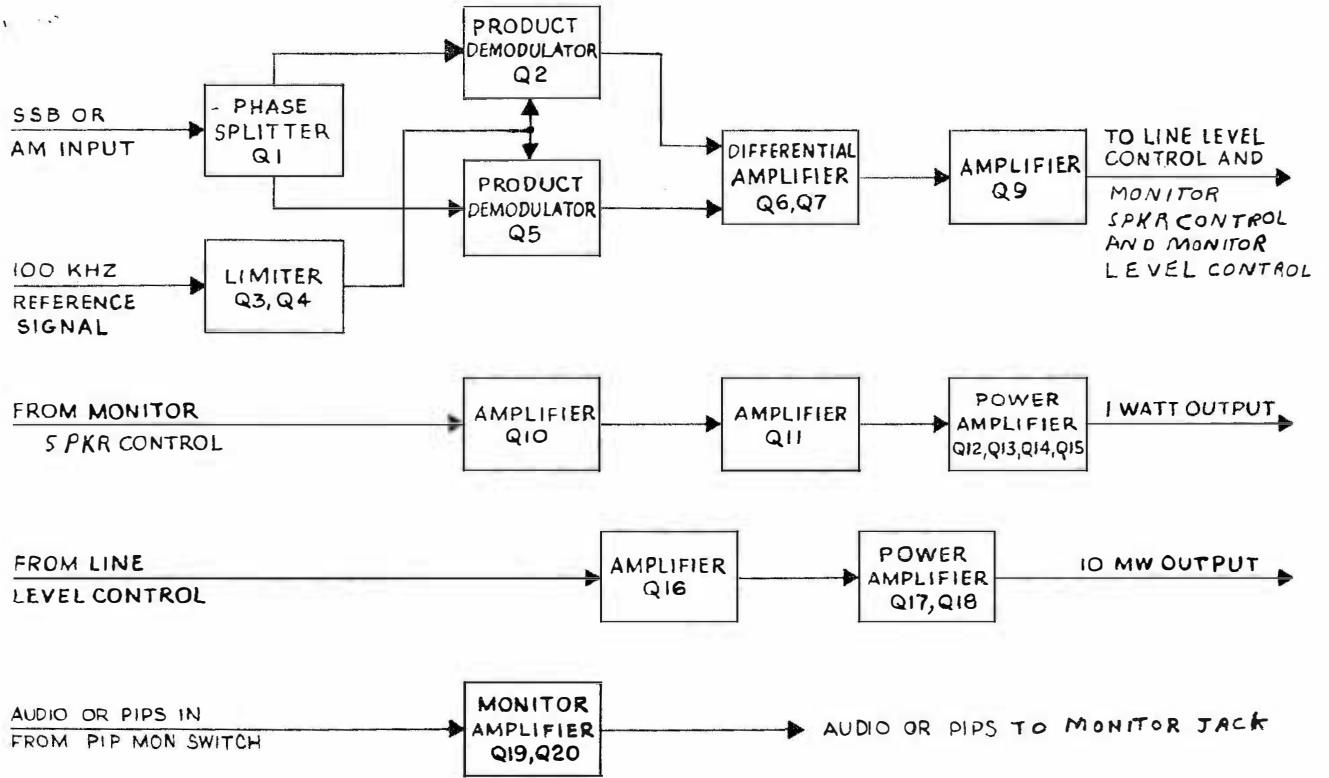 SSB OR
AM INPUT
PHASE
SPLITTER
Q1
PRODUCT
DEMODULATOR
Q2
PRODUCT
DEMODULATOR
Q5
100 KHZ
REFERENCE
SIGNAL
LIMITER
Q3, Q4
DIFFERENTIAL
AMPLIFIER
Q6, Q7
AMPLIFIER
Q9
TO LINE LEVEL
CONTROL AND
MONITOR
SPKR CONTROL
AND MONITOR
LEVEL CONTROL
FROM MONITOR
SPKR CONTROL
AMPLIFIER
Q10
AMPLIFIER
Q11
POWER
AMPLIFIER
Q12,Q13,Q14,Q15
1 WATT OUTPUT
FROM LINE
LEVEL CONTROL
AMPLIFIER
Q16
POWER
AMPLIFIER
Q17,Q18
10 MW OUTPUT
AUDIO OR PIPS IN
FROM PIP MON SWITCH
MONITOR
AMPLIFIER
Q19,Q20
AUDIO OR PIPS TO MONITOR JACK